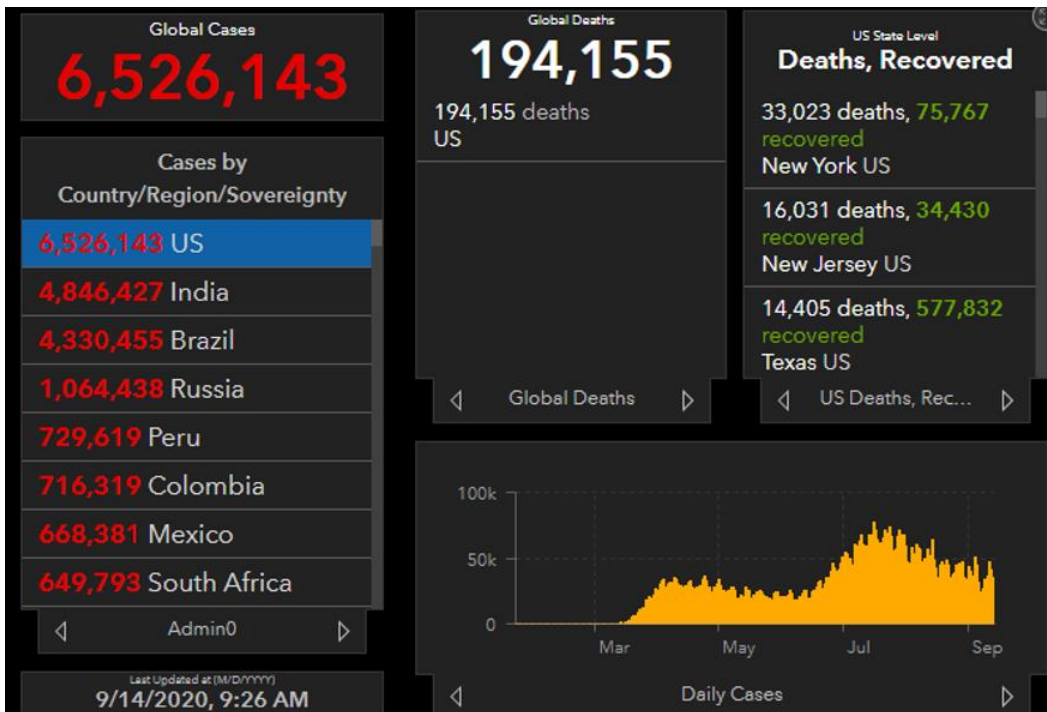 Global Cases
6,526,143
Cases by
Country/Region/Sovereignty
6,526,143 US
4,846,427 India
4,330,455 Brazil
1,064,438 Russia
729,619 Peru
716,319 Colombia
668,381 Mexico
649,793 South Africa
Admin0
Last Updated at (M/D/YYYY)
9/14/2020, 9:26 AM
Global Deaths
194,155
194,155 deaths
US
Global Deaths
US State Level
Deaths, Recovered
33,023 deaths, 75,767
recovered
New York US
16,031 deaths, 34,430
recovered
New Jersey US
14,405 deaths, 577,832
recovered
Texas US
US Deaths, Rec...
100k
50k
0
Mar May Jul Sep
Daily Cases